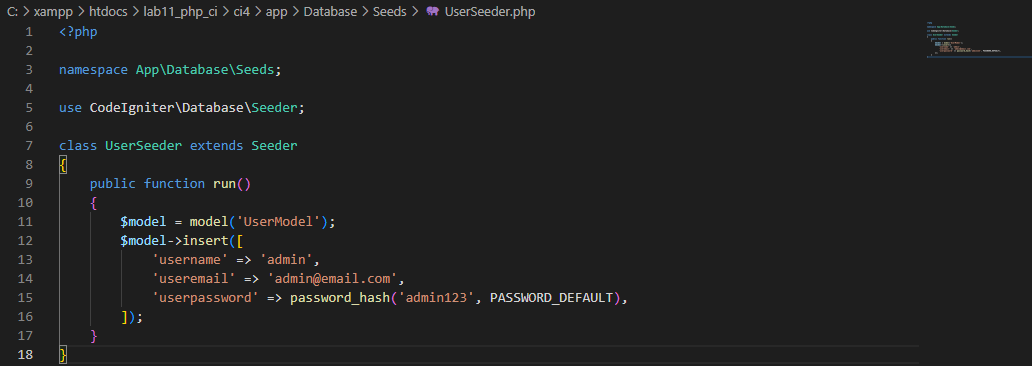 C: > xampp > htdocs > lab11_php_ci > ci4 > app > Database > Seeds > UserSeeder.php
1 <?php
2
3 namespace App\Database\Seeds;
4
5 use CodeIgniter\Database\Seeder;
6
7 class UserSeeder extends Seeder
8 {
9     public function run()
10     {
11         $model = model('UserModel');
12         $model->insert([
13             'username' => 'admin',
14             'useremail' => 'admin@email.com',
15             'userpassword' => password_hash('admin123', PASSWORD_DEFAULT),
16         ]);
17     }
18 }